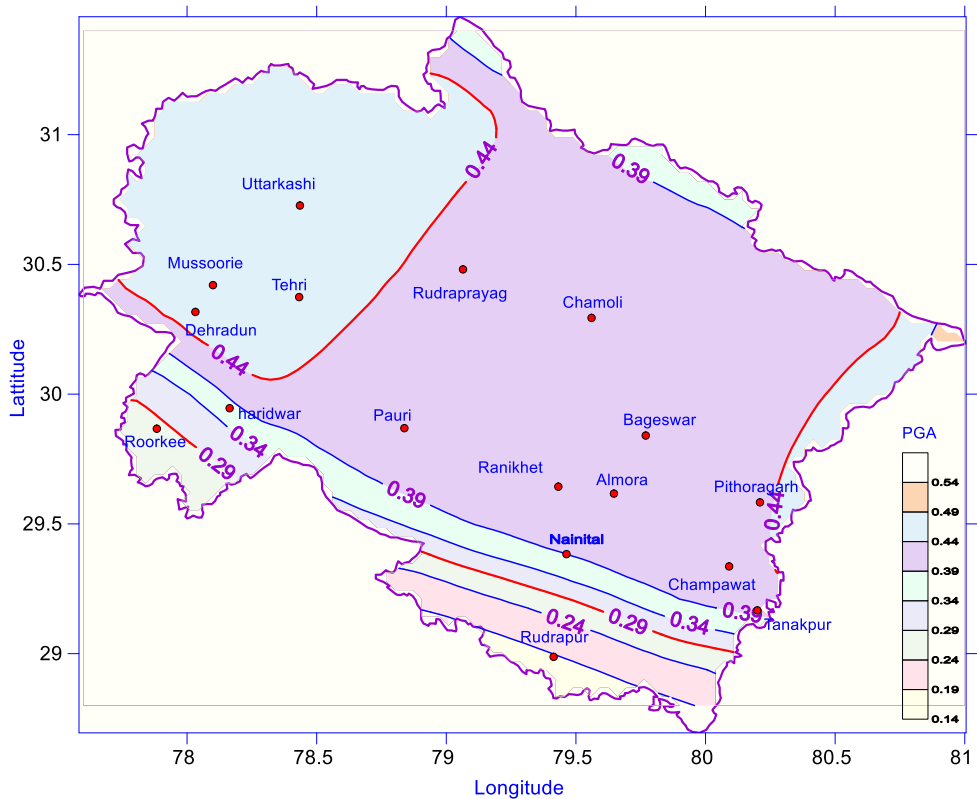 31
30.5
30
29.5
29
Lattitude
0.44
0.39
Uttarkashi
Mussoorie
Tehri
Dehradun
Rudraprayag
Chamoli
0.44
haridwar
Pauri
Bageswar
Roorkee
0.34
0.29
Ranikhet
Almora
Pithoragarh
0.39
0.44
Nainital
Champawat
0.39
Tanakpur
0.34
0.29
0.24
Rudrapur
PGA
0.54
0.49
0.44
0.39
0.34
0.29
0.24
0.19
0.14
78
78.5
79
79.5
80
80.5
81
Longitude